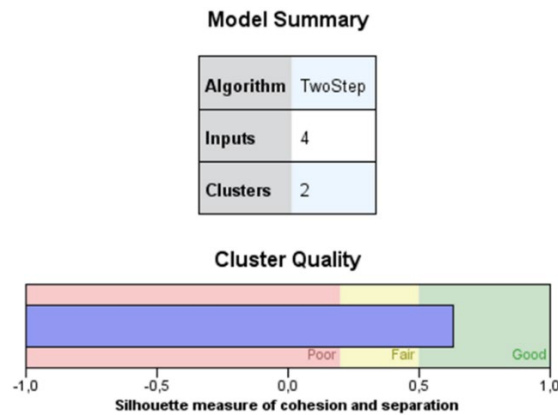 Model Summary
Algorithm TwoStep
Inputs 4
Clusters 2
Cluster Quality
Poor Fair Good
-1,0 -0,5 0,0 0,5 1,0
Silhouette measure of cohesion and separation